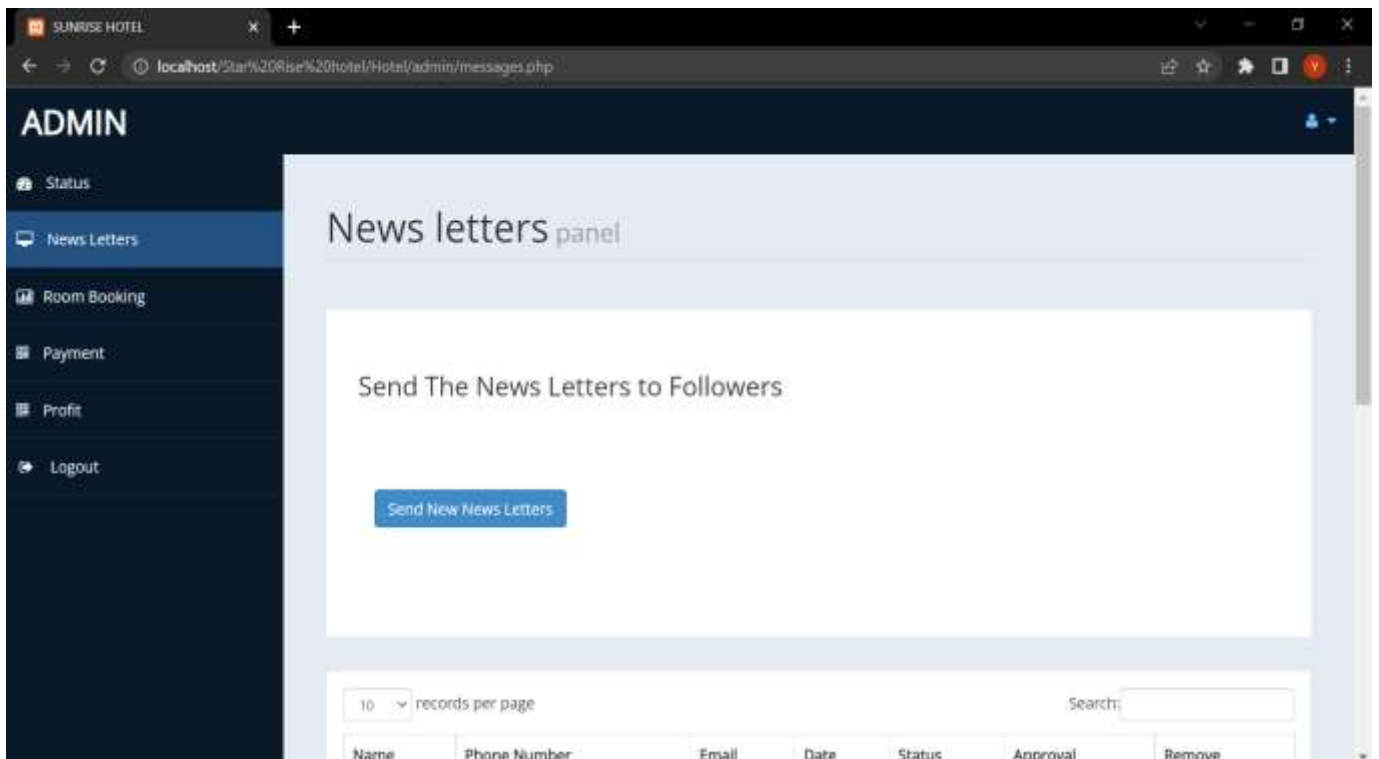 SUNRISE HOTEL
localhost/Star%20Rise%20hotel/Hotel/admin/messages.php
V
ADMIN
Status
News Letters
Room Booking
Payment
Profit
Logout
News letters panel
Send The News Letters to Followers
Send New News Letters
10 records per page
Search:
Name Phone Number Email Date Status Approval Remove